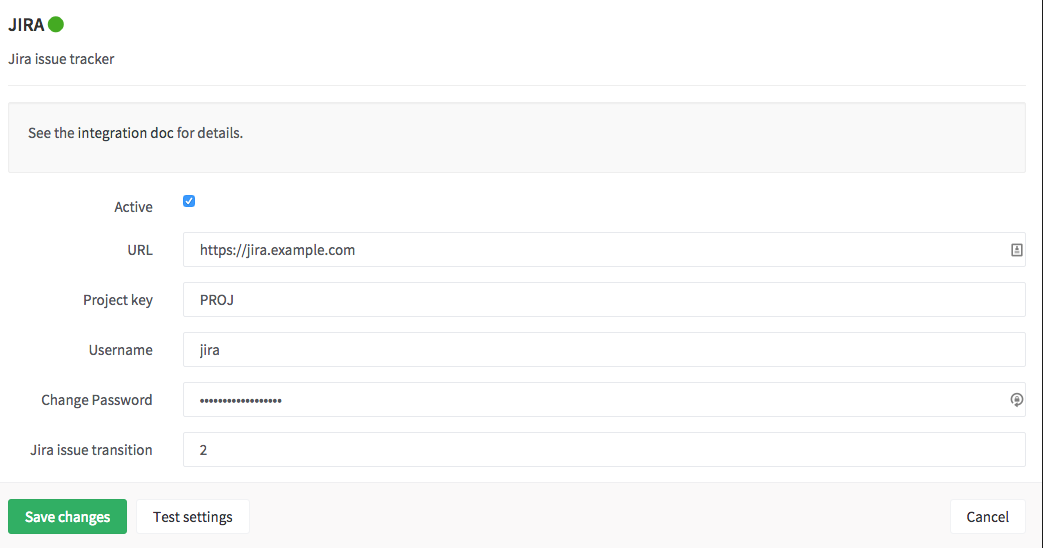 JIRA
Jira issue tracker
See the integration doc for details.
Active
URL https://jira.example.com
Project key PROJ
Username jira
Change Password ••••••••••••••••••
Jira issue transition 2
Save changes Test settings Cancel